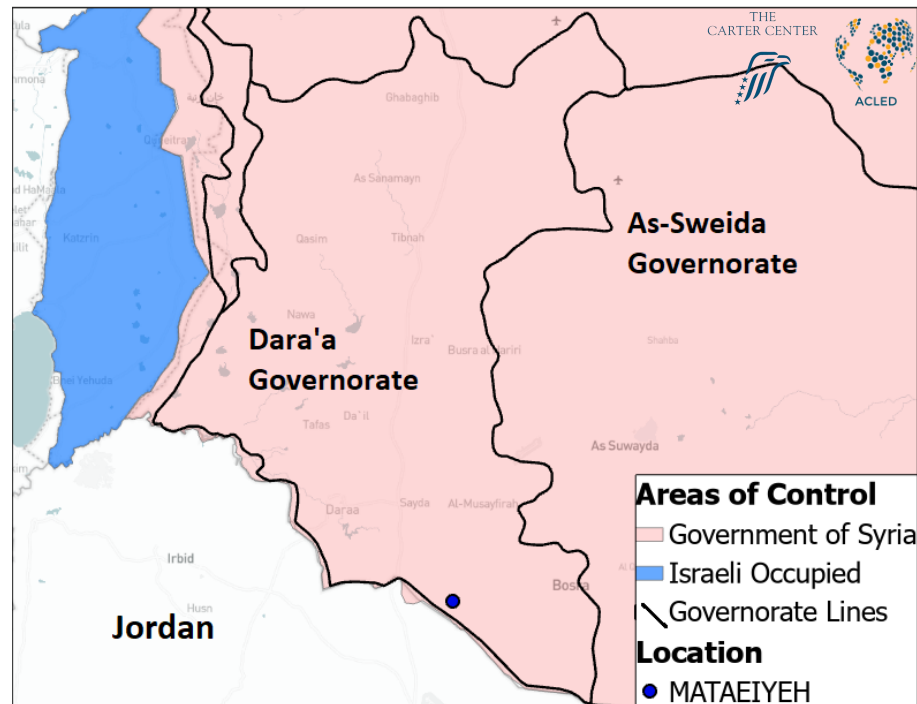 THE
CARTER CENTER
ACLED
Ghabaghib
As Sanamayn
Katzrin
Qasim
Tibnah
As-Sweida
Governorate
Nawa
Dara'a
Governorate
Izra`
Busra al Hariri
Shahba
Bnei Yehuda
Da`il
Tafas
As Suwayda
Sayda
Al-Musayfirah
Daraa
Irbid
Husn
Jordan
Areas of Control
Government of Syria
Israeli Occupied
Governorate Lines
Location
MATAEIYEH